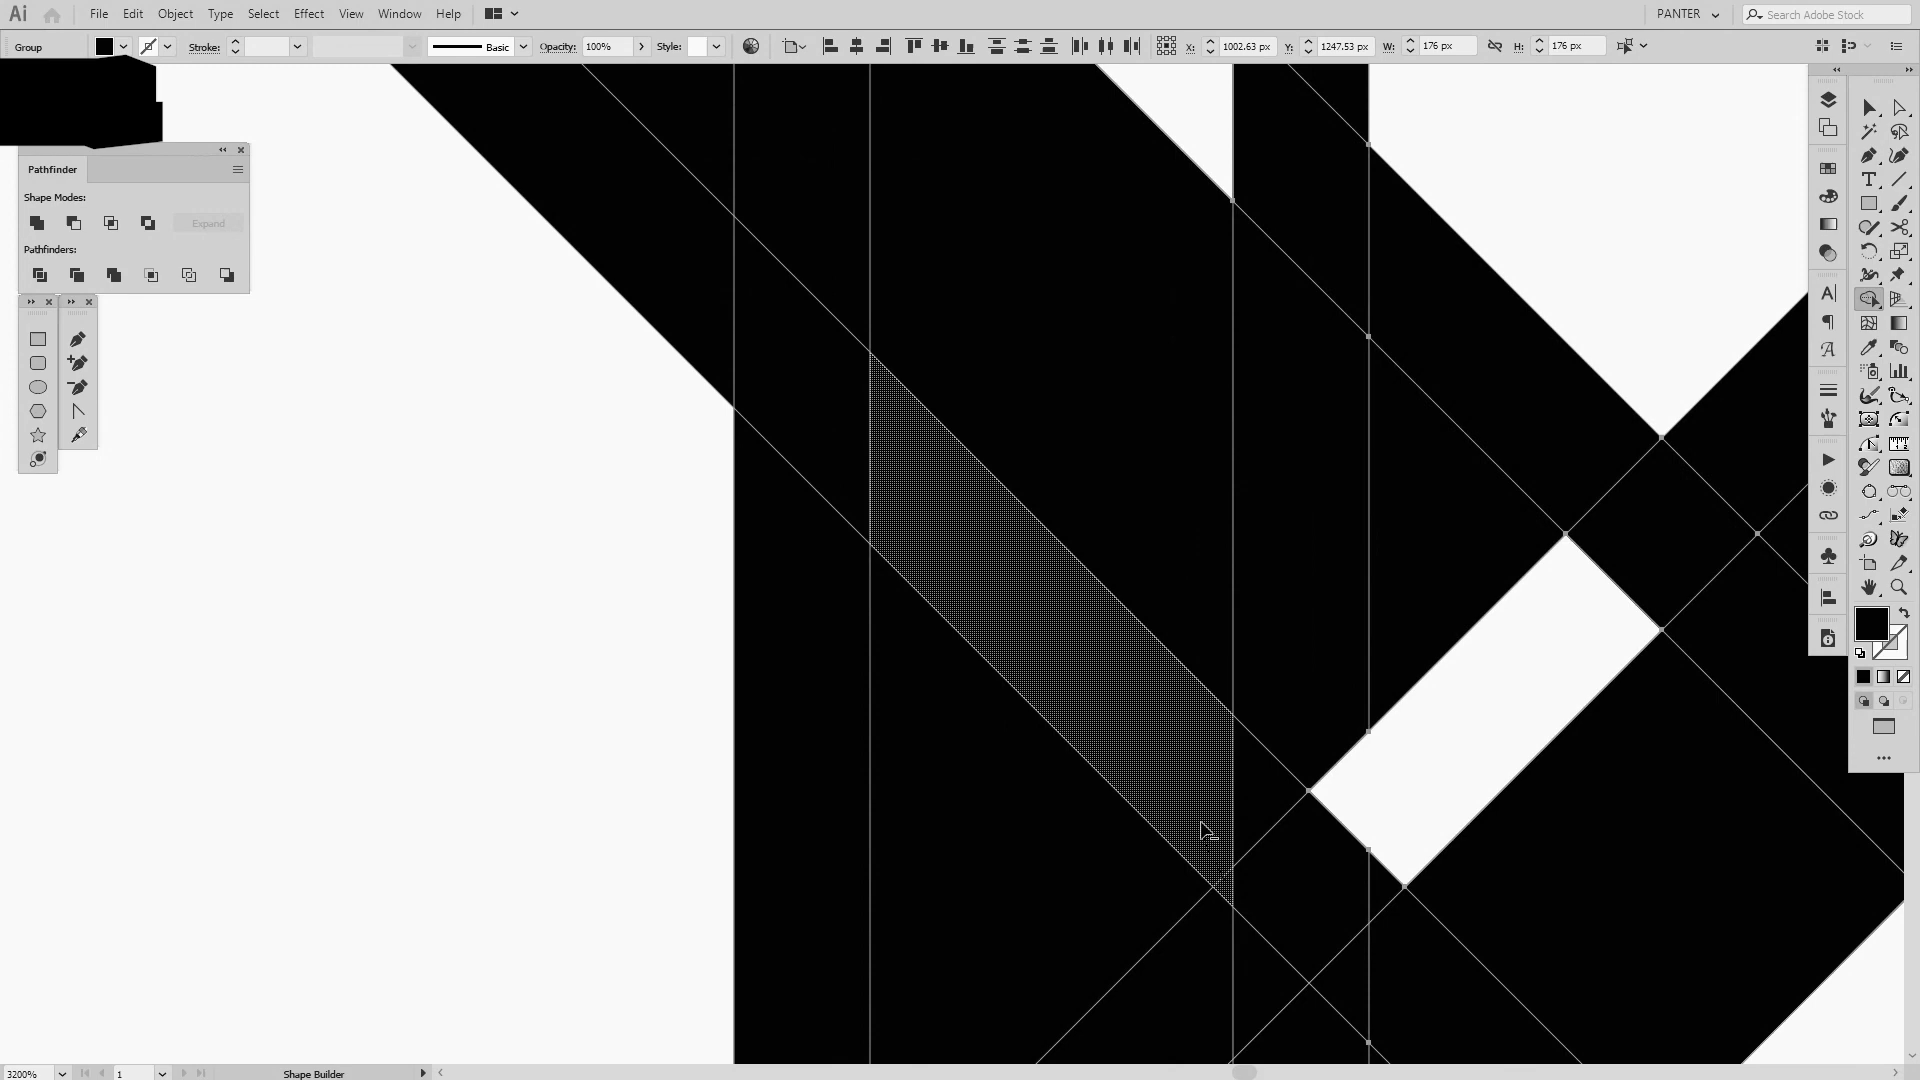 Ai File Edit Object Type Select Effect View Window Help PANTER Search Adobe Stock
Group Stroke: Basic Opacity: 100% Style: X: 1002.63 px Y: 1247.53 px W: 176 px H: 176 px
Pathfinder
Shape Modes:
Expand
Pathfinders:
3200% 1 Shape Builder